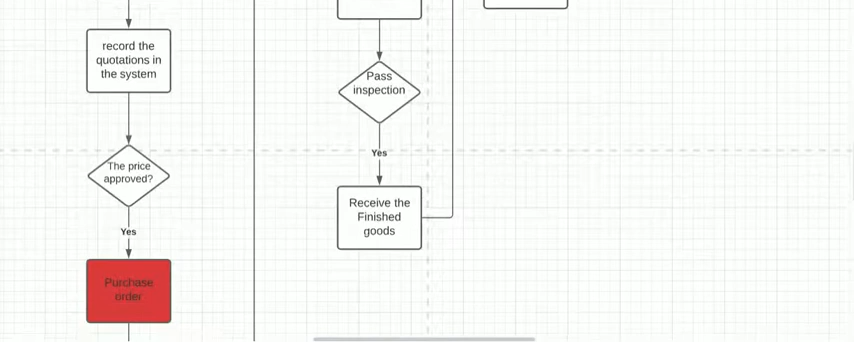 record the
quotations in
the system
The price
approved?
Yes
Purchase
order
Pass
inspection
Yes
Receive the
Finished
goods